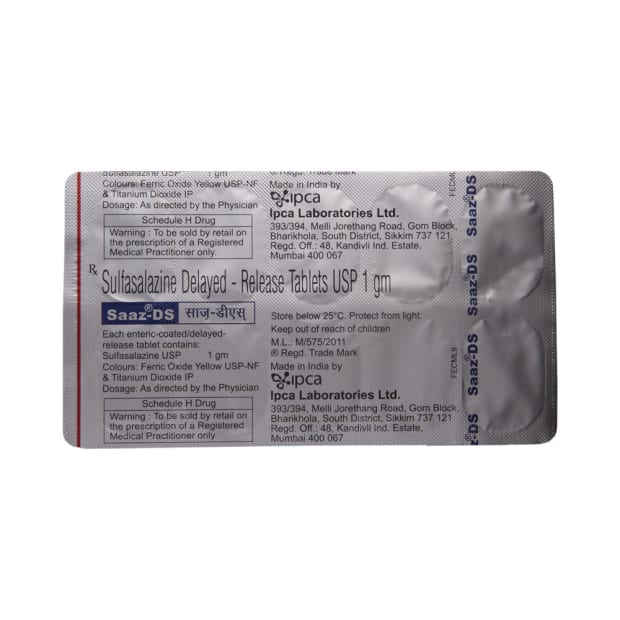 Sulfasalazine USP 1 gm
Colours: Ferric Oxide Yellow USP-NF
& Titanium Dioxide IP
Dosage: As directed by the Physician
Schedule H Drug
Warning : To be sold by retail on
the prescription of a Registered
Medical Practitioner only.
® Regd. Trade Mark
Made in India by
ipca
Ipca Laboratories Ltd.
393/394, Melli Jorethang Road, Gom Block,
Bharikhola, South District, Sikkim 737 121
Regd. Off.: 48, Kandivli Ind. Estate,
Mumbai 400 067
FECML9
Saaz®-DS
Rx Sulfasalazine Delayed - Release Tablets USP 1 gm
Saaz®-DS साज़-डीएस्
Each enteric-coated/delayed-
release tablet contains:
Sulfasalazine USP 1 gm
Colours: Ferric Oxide Yellow USP-NF
& Titanium Dioxide IP
Dosage: As directed by the Physician
Schedule H Drug
Warning : To be sold by retail on
the prescription of a Registered
Medical Practitioner only.
Store below 25°C. Protect from light.
Keep out of reach of children
M.L.: M/575/2011
® Regd. Trade Mark
Made in India by
ipca
Ipca Laboratories Ltd.
393/394, Melli Jorethang Road, Gom Block,
Bharikhola, South District, Sikkim 737 121
Regd. Off.: 48, Kandivli Ind. Estate,
Mumbai 400 067
FECML9
Saaz®-DS
Saaz®-DS